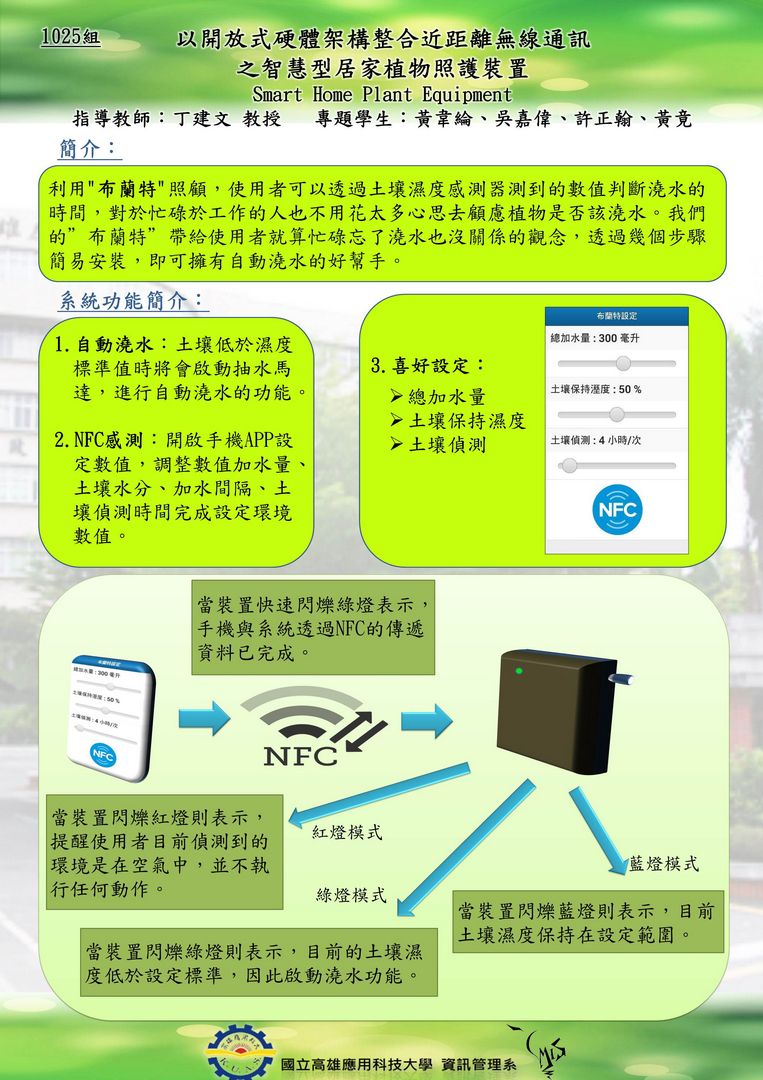 1025組
以開放式硬體架構整合近距離無線通訊
之智慧型居家植物照護裝置
Smart Home Plant Equipment
指導教師：丁建文 教授 專題學生：黃韋綸、吳嘉偉、許正翰、黃竟
簡介：
利用"布蘭特"照顧，使用者可以透過土壤濕度感測器測到的數值判斷澆水的
時間，對於忙碌於工作的人也不用花太多心思去顧慮植物是否該澆水。我們
的”布蘭特”帶給使用者就算忙碌忘了澆水也沒關係的觀念，透過幾個步驟
簡易安裝，即可擁有自動澆水的好幫手。
系統功能簡介：
1.自動澆水：土壤低於濕度
標準值時將會啟動抽水馬
達，進行自動澆水的功能。
2.NFC感測：開啟手機APP設
定數值，調整數值加水量、
土壤水分、加水間隔、土
壤偵測時間完成設定環境
數值。
3.喜好設定：
➢總加水量
➢土壤保持濕度
➢土壤偵測
布蘭特設定
總加水量 : 300 毫升
土壤保持溼度 : 50 %
土壤偵測 : 4 小時/次
NFC
當裝置快速閃爍綠燈表示，
手機與系統透過NFC的傳遞
資料已完成。
布蘭特設定
總加水量 : 300 毫升
土壤保持溼度 : 50 %
土壤偵測 : 4 小時/次
NFC
NFC
當裝置閃爍紅燈則表示，
提醒使用者目前偵測到的
環境是在空氣中，並不執
行任何動作。
紅燈模式
綠燈模式
藍燈模式
當裝置閃爍藍燈則表示，目前
土壤濕度保持在設定範圍。
當裝置閃爍綠燈則表示，目前的土壤濕
度低於設定標準，因此啟動澆水功能。
K.U.A.S
國立高雄應用科技大學 資訊管理系
MIS